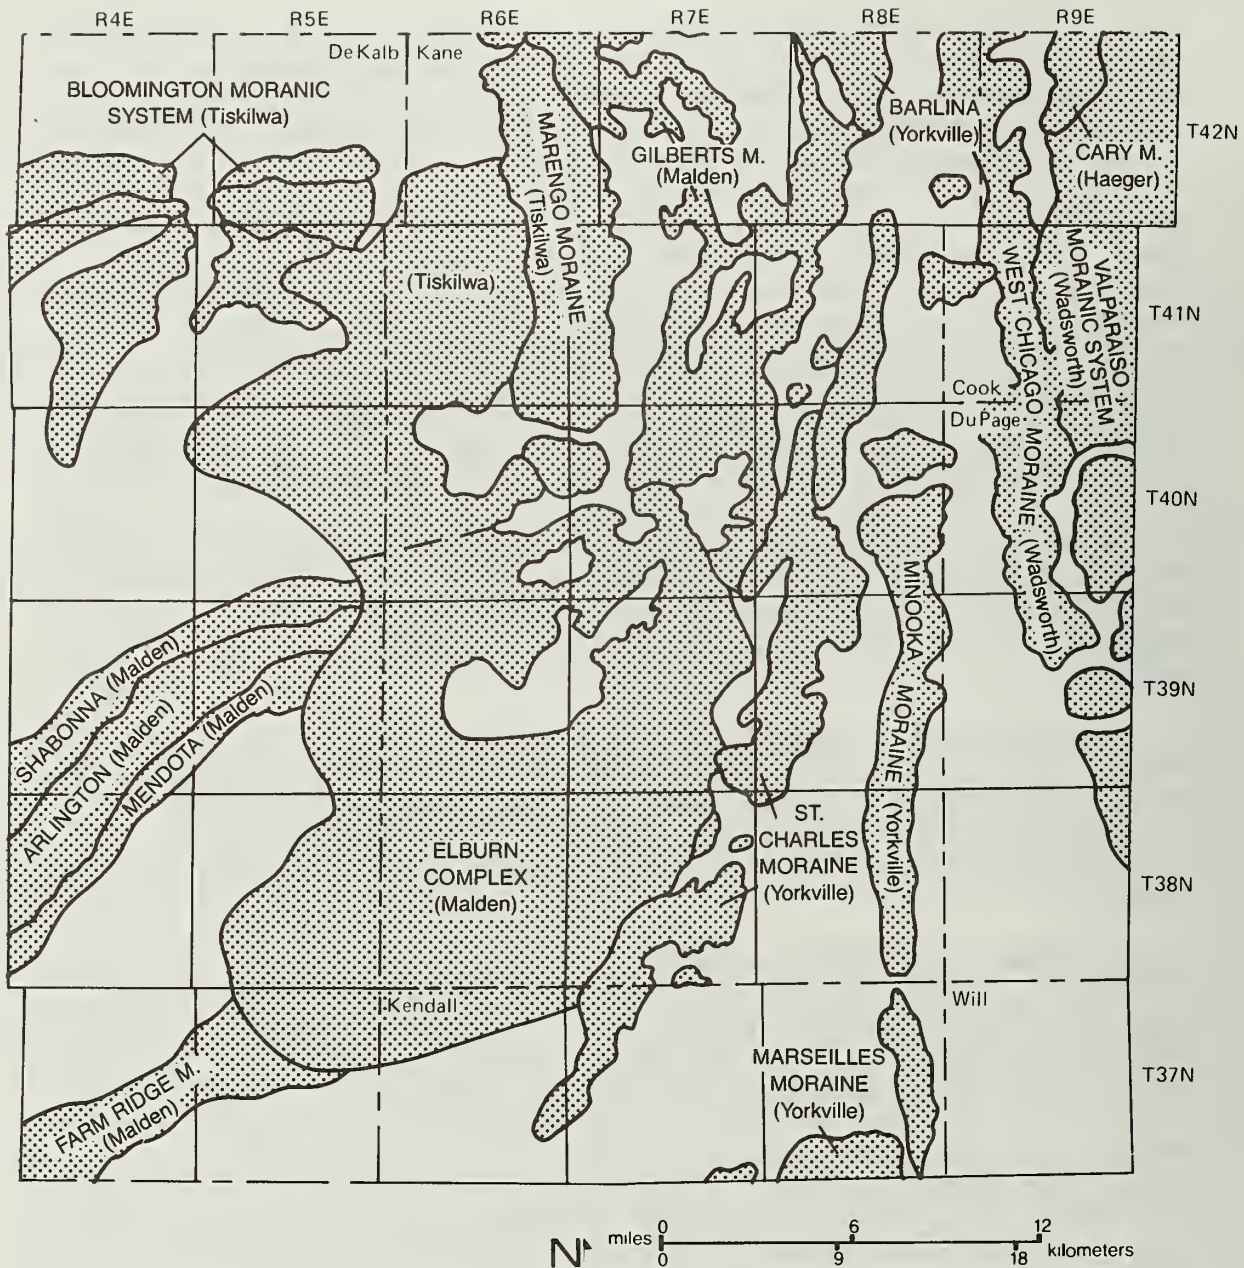 R4E R5E R6E R7E R8E R9E
De Kalb Kane
BLOOMINGTON MORANIC
SYSTEM (Tiskilwa)
MARENGO MORAINE
(Tiskilwa)
GILBERTS M.
(Malden)
BARLINA
(Yorkville)
CARY M.
(Haeger)
T42N
(Tiskilwa)
WEST CHICAGO MORAINE (Wadsworth)
VALPARAISO
MORAINIC SYSTEM
(Wadsworth)
T41N
Cook
Du Page
T40N
MINOOKA MORAINE (Yorkville)
SHABONNA (Malden)
ARLINGTON (Malden)
MENDOTA (Malden)
T39N
ELBURN
COMPLEX
(Malden)
ST.
CHARLES
MORAINE
(Yorkville)
T38N
Kendall
Will
FARM RIDGE M.
(Malden)
MARSEILLES
MORAINE
(Yorkville)
T37N
N
miles 0 6 12
0 9 18 kilometers